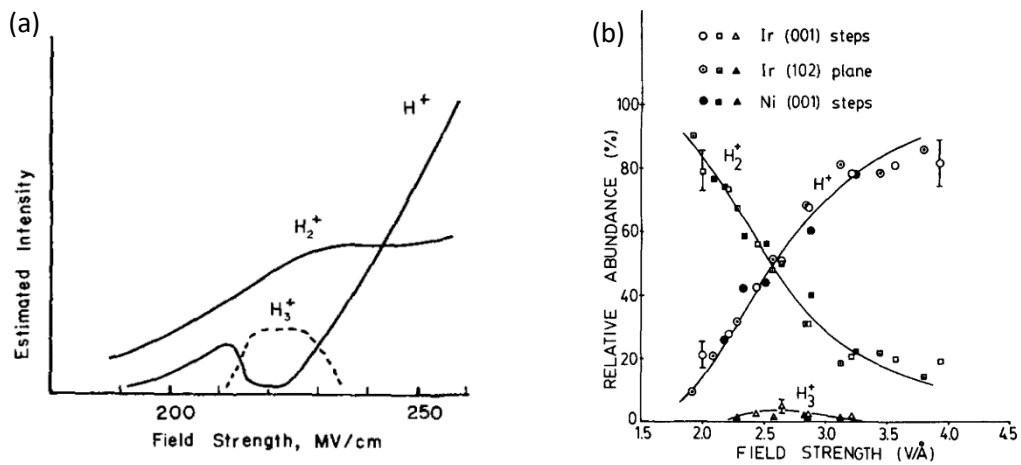 (a)
H⁺
H₂⁺
H₃⁺
Estimated Intensity
200
250
Field Strength, MV/cm
(b)
Ir (001) steps
Ir (102) plane
Ni (001) steps
100
80
60
40
20
0
RELATIVE ABUNDANCE (%)
H₂⁺
H⁺
H₃⁺
1.5 2.0 2.5 3.0 3.5 4.0 4.5
FIELD STRENGTH (V/Å)